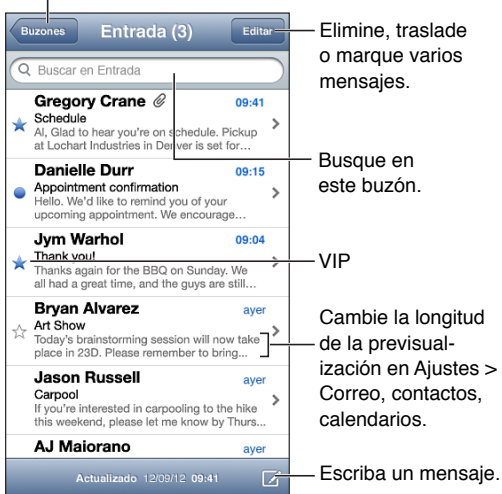 Buzones
Entrada (3)
Editar
Buscar en Entrada
Gregory Crane
09:41
Schedule
Al, Glad to hear you're on schedule. Pickup
at Lochart Industries in Denver is set for…
Danielle Durr
09:15
Appointment confirmation
Hello. We'd like to remind you of your
upcoming appointment. We encourage…
Jym Warhol
09:04
Thank you!
Thanks again for the BBQ on Sunday. We
all had a great time, and the guys are still…
Bryan Alvarez
ayer
Art Show
Today's brainstorming session will now take
place in 23D. Please remember to bring...
Jason Russell
ayer
Carpool
If you're interested in carpooling to the hike
this weekend, please let me know by Thurs...
AJ Maiorano
ayer
Actualizado 12/09/12 09:41
Elimine, traslade
o marque varios
mensajes.
Busque en
este buzón.
VIP
Cambie la longitud
de la previsual-
ización en Ajustes >
Correo, contactos,
calendarios.
Escriba un mensaje.